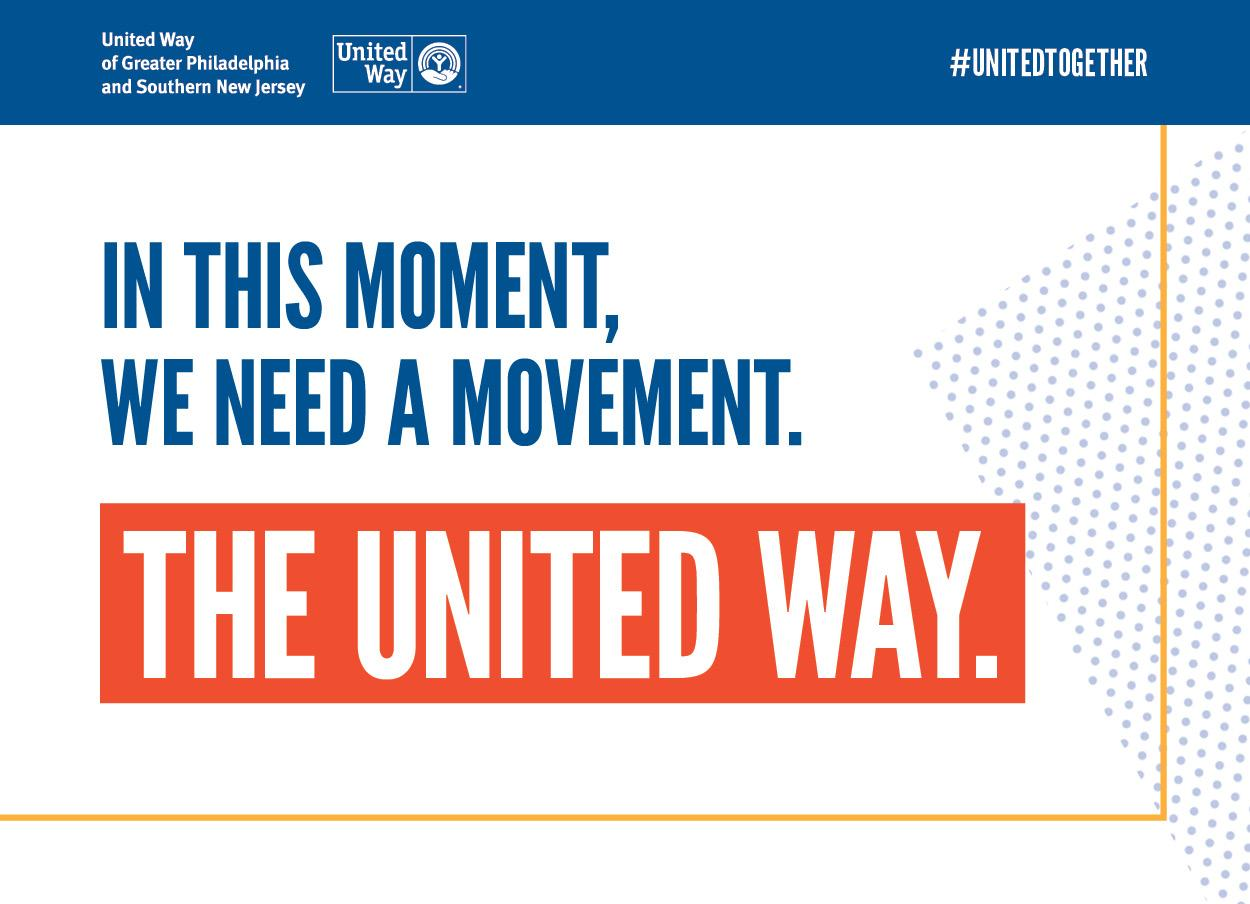 United Way
of Greater Philadelphia
and Southern New Jersey
United
Way
#UNITEDTOGETHER
IN THIS MOMENT,
WE NEED A MOVEMENT.
THE UNITED WAY.